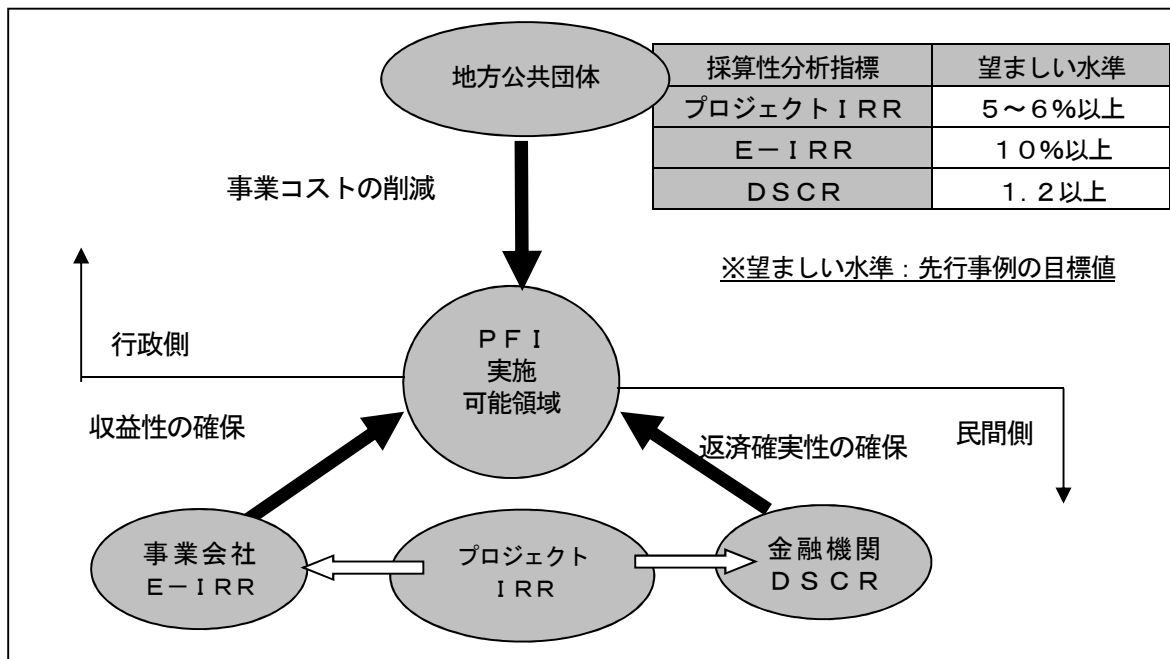 地方公共団体
採算性分析指標 望ましい水準
プロジェクトＩＲＲ ５～６%以上
Ｅ－ＩＲＲ １０%以上
ＤＳＣＲ １．２以上
事業コストの削減
※望ましい水準：先行事例の目標値
行政側
ＰＦＩ
実施
可能領域
収益性の確保
返済確実性の確保
民間側
事業会社
Ｅ－ＩＲＲ
プロジェクト
ＩＲＲ
金融機関
ＤＳＣＲ